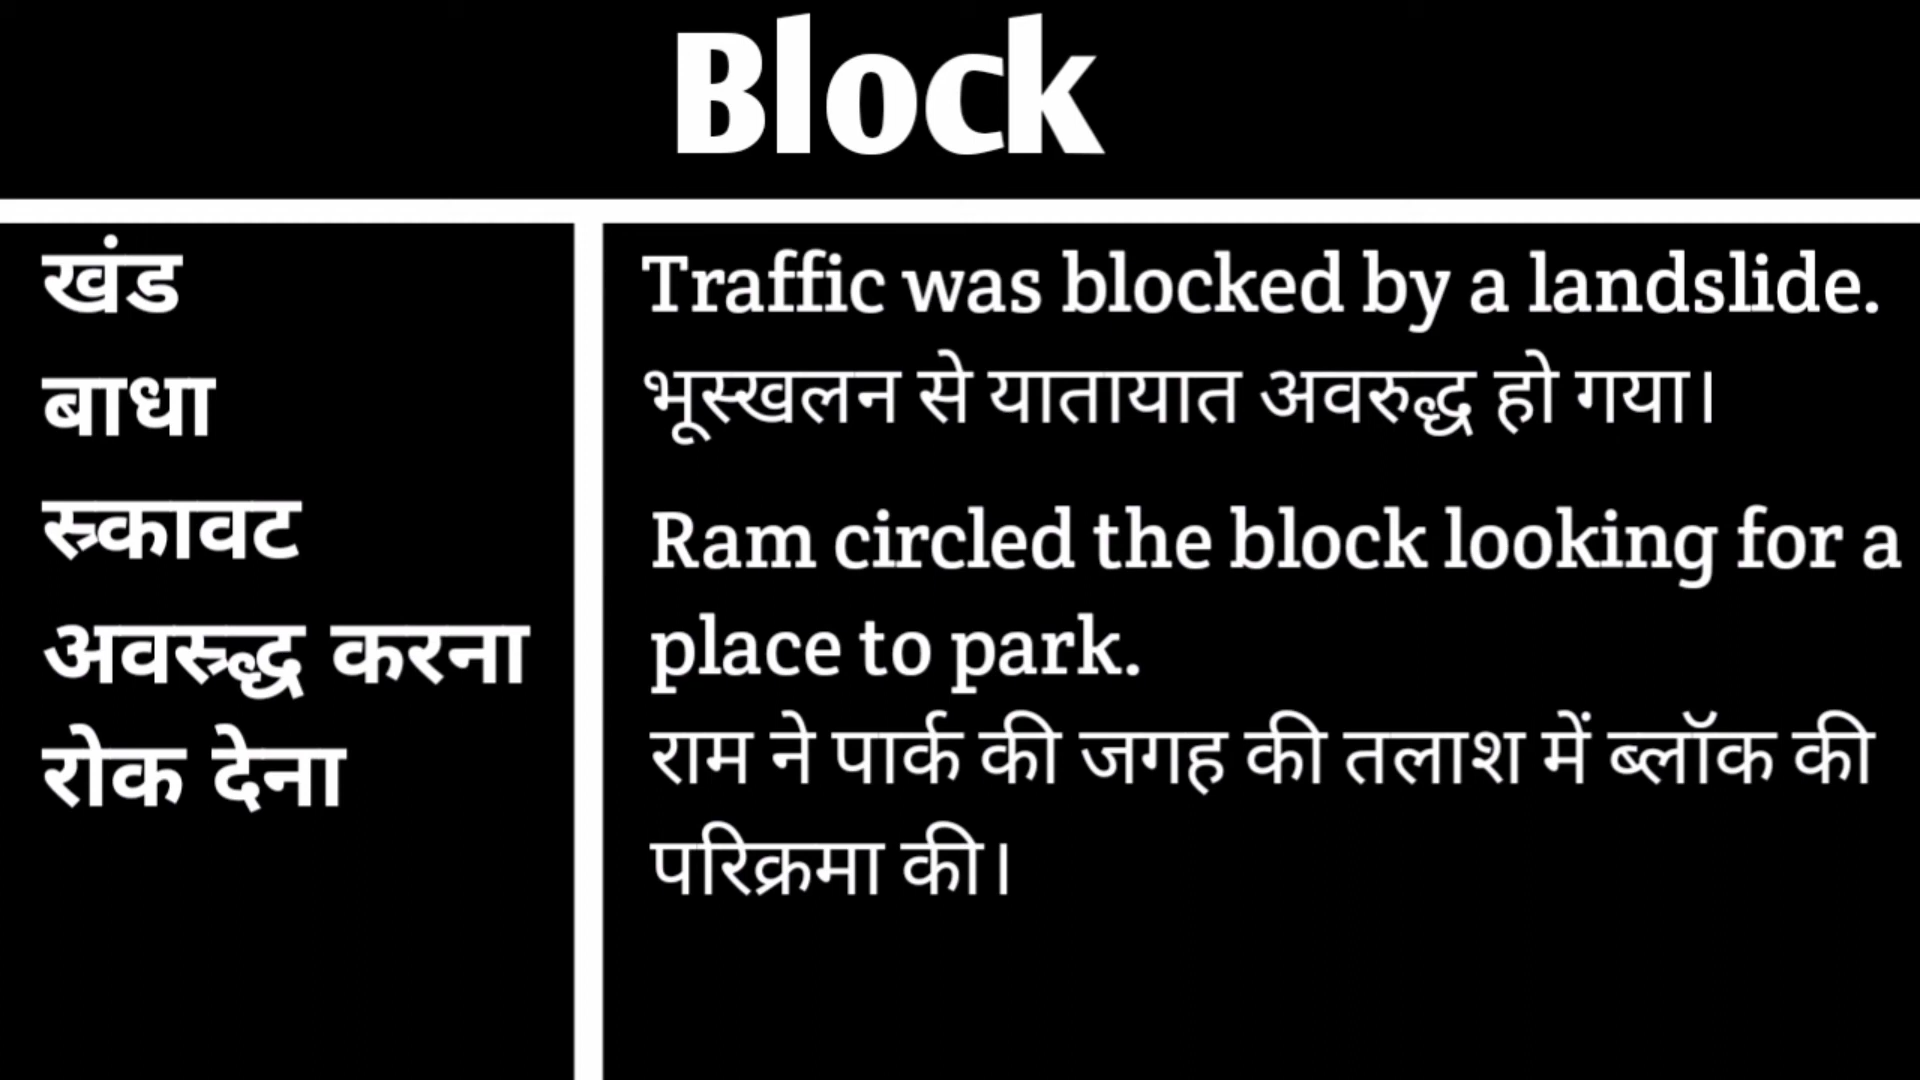 Block
खंड
बाधा
रुकावट
अवरुद्ध करना
रोक देना
Traffic was blocked by a landslide.
भूस्खलन से यातायात अवरुद्ध हो गया।
Ram circled the block looking for a
place to park.
राम ने पार्क की जगह की तलाश में ब्लॉक की
परिक्रमा की।